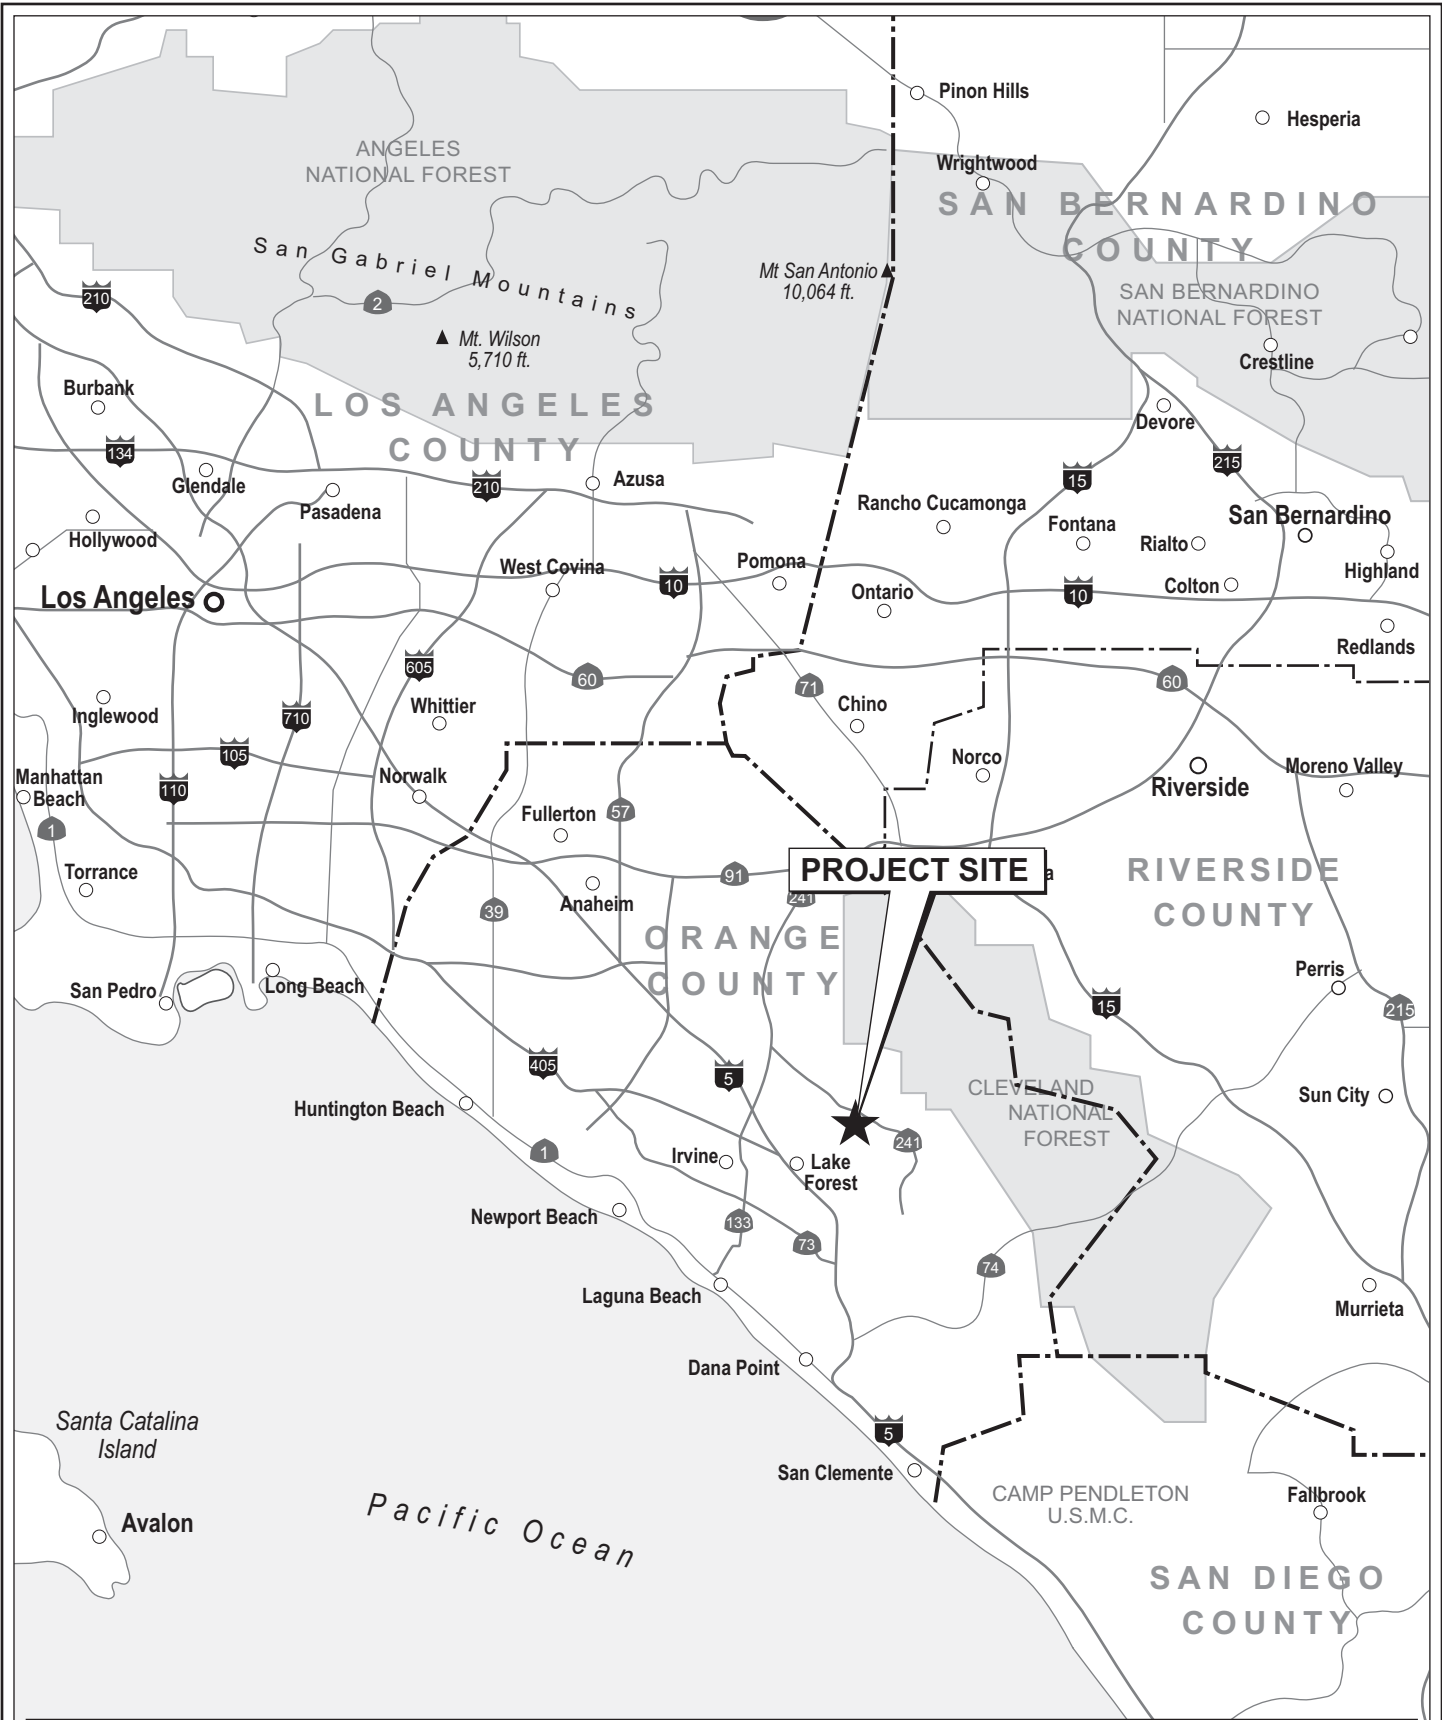 Pinon Hills
Hesperia
ANGELES
NATIONAL FOREST
Wrightwood
SAN BERNARDINO
COUNTY
San Gabriel Mountains
Mt San Antonio
10,064 ft.
SAN BERNARDINO
NATIONAL FOREST
210
2
Mt. Wilson
5,710 ft.
Crestline
Burbank
LOS ANGELES
COUNTY
Devore
134
Glendale
210
Azusa
15
215
Pasadena
Rancho Cucamonga
Fontana
San Bernardino
Hollywood
Rialto
West Covina
Pomona
10
Highland
Los Angeles
Ontario
10
Colton
Redlands
605
60
71
60
Whittier
Chino
Inglewood
710
105
Norco
Manhattan
Beach
110
Norwalk
Riverside
Moreno Valley
1
Fullerton
57
Torrance
91
PROJECT SITE
a
RIVERSIDE
COUNTY
39
Anaheim
241
ORANGE
COUNTY
San Pedro
Long Beach
Perris
15
215
405
5
CLEVELAND
NATIONAL
FOREST
Sun City
Huntington Beach
1
241
Irvine
Lake
Forest
Newport Beach
133
73
74
Laguna Beach
Murrieta
Dana Point
Santa Catalina
Island
5
San Clemente
CAMP PENDLETON
U.S.M.C.
Fallbrook
Avalon
Pacific Ocean
SAN DIEGO
COUNTY